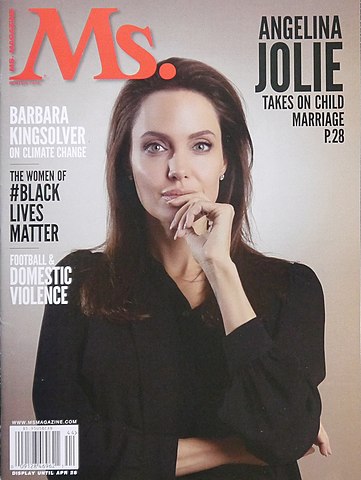 Ms.
ANGELINA
JOLIE
TAKES ON CHILD
MARRIAGE
P.28
BARBARA
KINGSOLVER
ON CLIMATE CHANGE
THE WOMEN OF
#BLACK
LIVES
MATTER
FOOTBALL &
DOMESTIC
VIOLENCE
WWW.MSMAGAZINE.COM
DISPLAY UNTIL APR 28